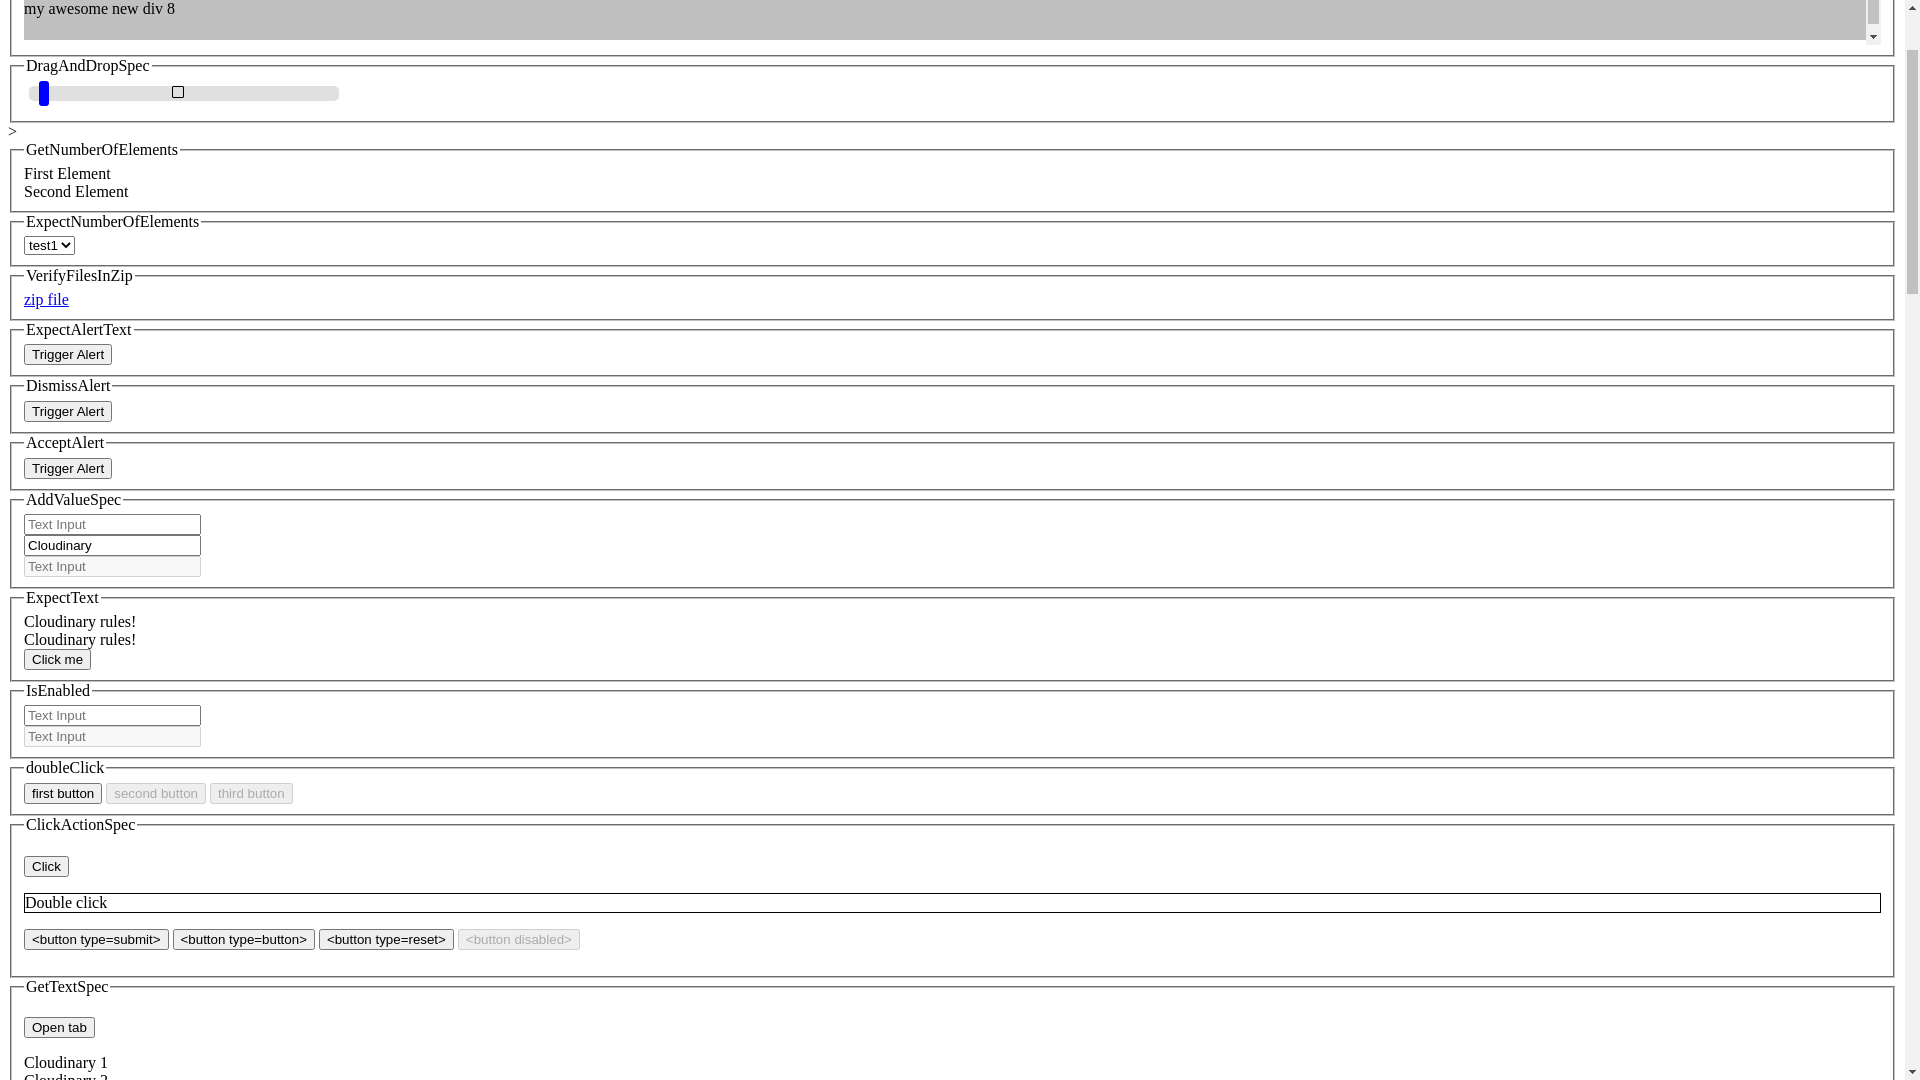 my awesome new div 8
DragAndDropSpec
>
GetNumberOfElements
First Element
Second Element
ExpectNumberOfElements
test1
VerifyFilesInZip
zip file
ExpectAlertText
Trigger Alert
DismissAlert
Trigger Alert
AcceptAlert
Trigger Alert
AddValueSpec
Text Input
Cloudinary
Text Input
ExpectText
Cloudinary rules!
Cloudinary rules!
Click me
IsEnabled
Text Input
Text Input
doubleClick
first button second button third button
ClickActionSpec
Click
Double click
<button type=submit> <button type=button> <button type=reset> <button disabled>
GetTextSpec
Open tab
Cloudinary 1
Cloudinary 2